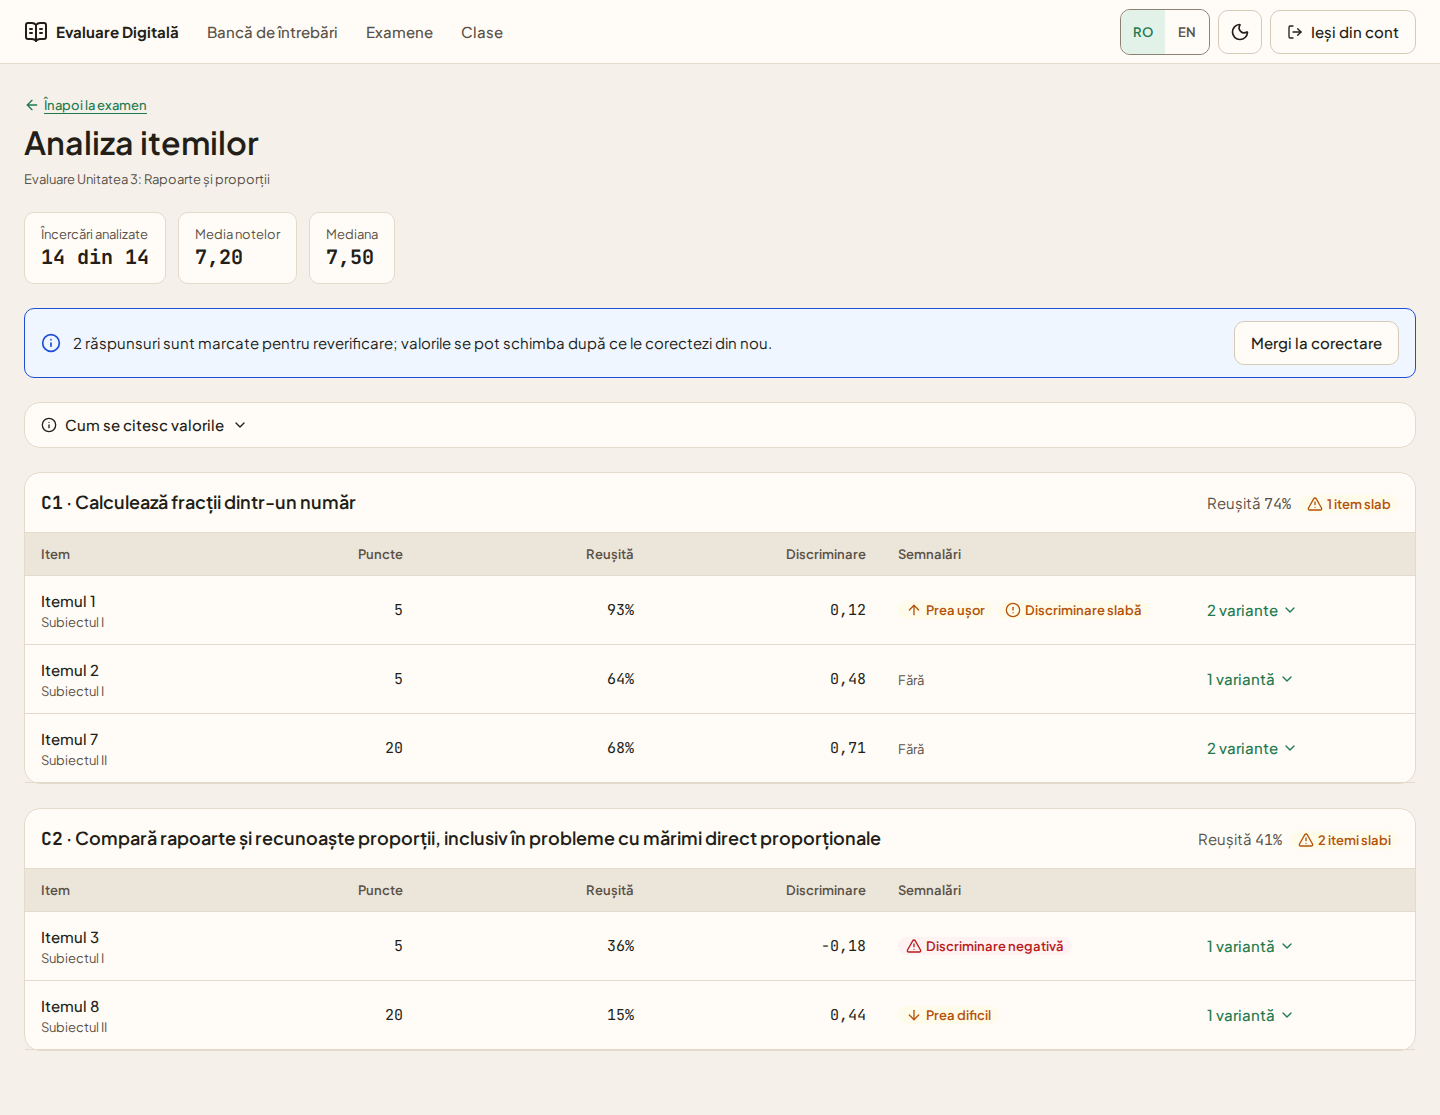 Evaluare Digitală Bancă de întrebări Examene Clase RO EN Ieși din cont
Înapoi la examen
Analiza itemilor
Evaluare Unitatea 3: Rapoarte și proporții
Încercări analizate Media notelor Mediana
14 din 14 7,20 7,50
2 răspunsuri sunt marcate pentru reverificare; valorile se pot schimba după ce le corectezi din nou. Mergi la corectare
Cum se citesc valorile
C1 · Calculează fracții dintr-un număr Reușită 74% 1 item slab
Item Puncte Reușită Discriminare Semnalări
Itemul 1 5 93% 0,12 Prea ușor Discriminare slabă 2 variante
Subiectul I
Itemul 2 5 64% 0,48 Fără 1 variantă
Subiectul I
Itemul 7 20 68% 0,71 Fără 2 variante
Subiectul II
C2 · Compară rapoarte și recunoaște proporții, inclusiv în probleme cu mărimi direct proporționale Reușită 41% 2 itemi slabi
Item Puncte Reușită Discriminare Semnalări
Itemul 3 5 36% -0,18 Discriminare negativă 1 variantă
Subiectul I
Itemul 8 20 15% 0,44 Prea dificil 1 variantă
Subiectul II